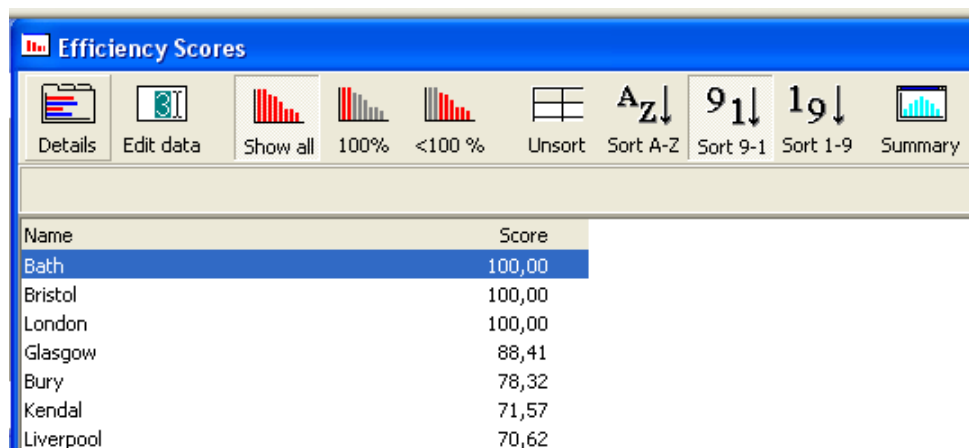 Efficiency Scores
Details Edit data Show all 100% <100 % Unsort Sort A-Z Sort 9-1 Sort 1-9 Summary
Name Score
Bath 100,00
Bristol 100,00
London 100,00
Glasgow 88,41
Bury 78,32
Kendal 71,57
Liverpool 70,62